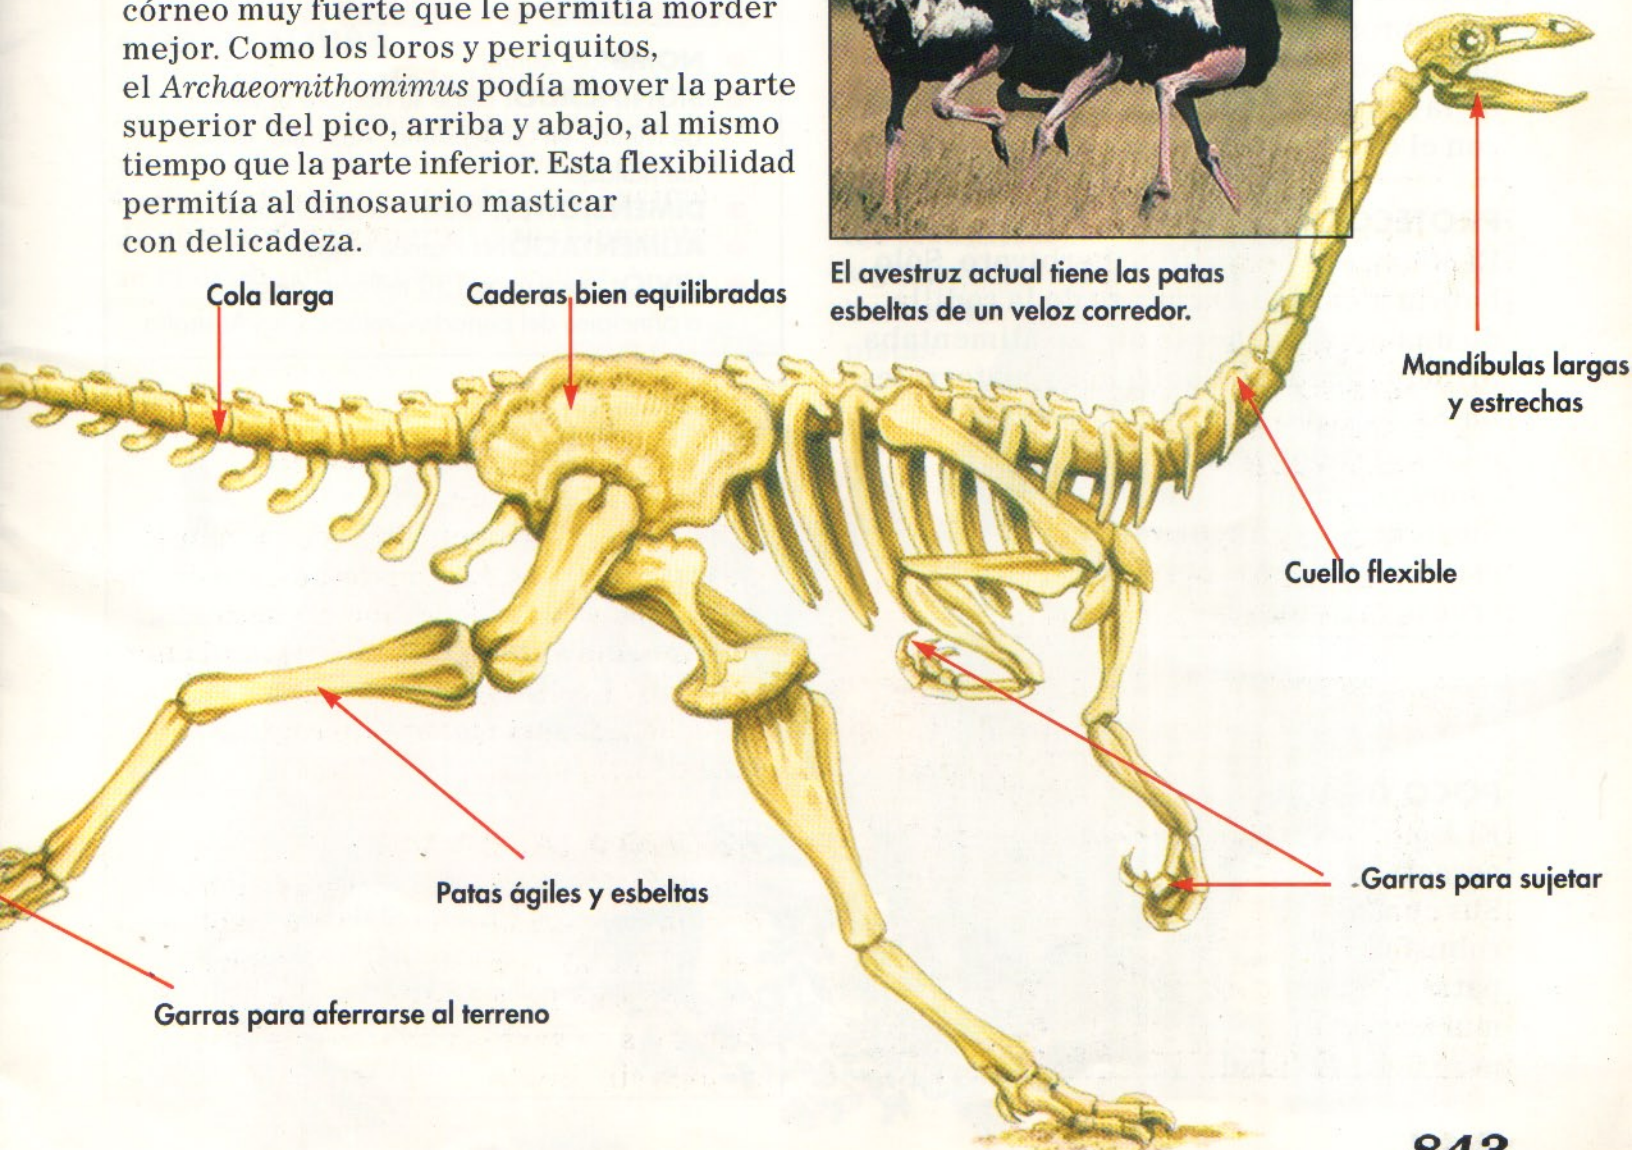 córneo muy fuerte que le permitía morder
mejor. Como los loros y periquitos,
el Archaeornithomimus podía mover la parte
superior del pico, arriba y abajo, al mismo
tiempo que la parte inferior. Esta flexibilidad
permitía al dinosaurio masticar
con delicadeza.
El avestruz actual tiene las patas
esbeltas de un veloz corredor.
Cola larga
Caderas bien equilibradas
Mandíbulas largas
y estrechas
Cuello flexible
Garras para sujetar
Patas ágiles y esbeltas
Garras para aferrarse al terreno
843